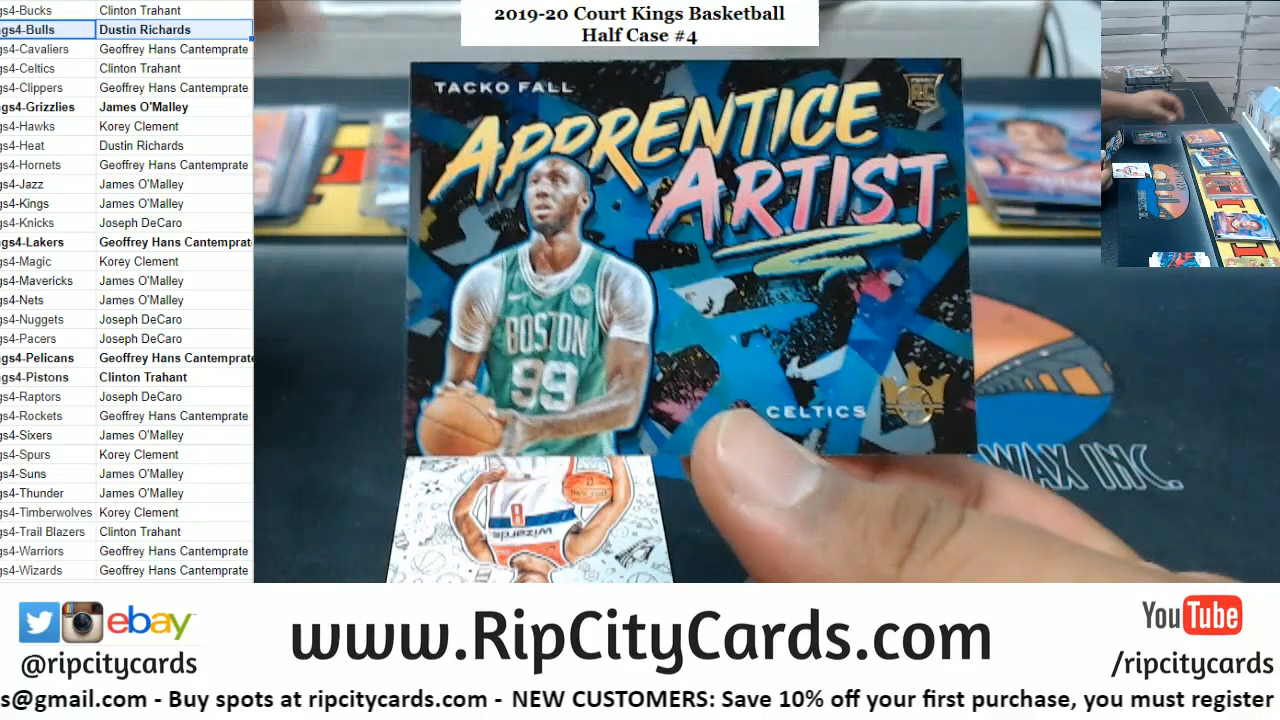 gs4-Bucks Clinton Trahant
gs4-Bulls Dustin Richards
gs4-Cavaliers Geoffrey Hans Cantemprate
gs4-Celtics Clinton Trahant
gs4-Clippers Geoffrey Hans Cantemprate
gs4-Grizzlies James O'Malley
gs4-Hawks Korey Clement
gs4-Heat Dustin Richards
gs4-Hornets Geoffrey Hans Cantemprate
gs4-Jazz James O'Malley
gs4-Kings James O'Malley
gs4-Knicks Joseph DeCaro
gs4-Lakers Geoffrey Hans Cantemprat
gs4-Magic Korey Clement
gs4-Mavericks James O'Malley
gs4-Nets James O'Malley
gs4-Nuggets Joseph DeCaro
gs4-Pacers Joseph DeCaro
gs4-Pelicans Geoffrey Hans Cantemprate
gs4-Pistons Clinton Trahant
gs4-Raptors Joseph DeCaro
gs4-Rockets Geoffrey Hans Cantemprate
gs4-Sixers James O'Malley
gs4-Spurs Korey Clement
gs4-Suns James O'Malley
gs4-Thunder James O'Malley
gs4-Timberwolves Korey Clement
gs4-Trail Blazers Clinton Trahant
gs4-Warriors Geoffrey Hans Cantemprate
gs4-Wizards Geoffrey Hans Cantemprate
2019-20 Court Kings Basketball
Half Case #4
TACKO FALL
RC
APPRENTICE
ARTIST
BOSTON
99
CELTICS
8
Wizards
WAX INC.
ebay
@ripcitycards
www.RipCityCards.com
YouTube
/ripcitycards
s@gmail.com - Buy spots at ripcitycards.com - NEW CUSTOMERS: Save 10% off your first purchase, you must register